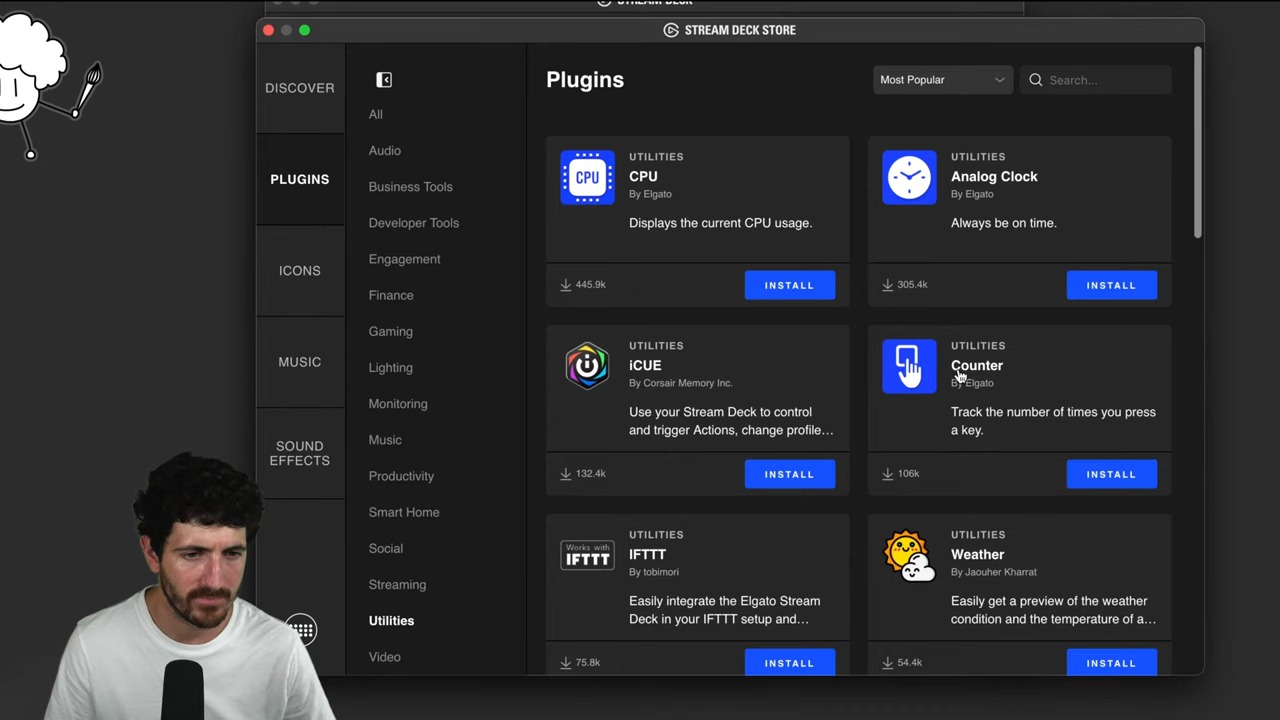 STREAM DECK
STREAM DECK STORE
DISCOVER
PLUGINS
ICONS
MUSIC
SOUND
EFFECTS
All
Audio
Business Tools
Developer Tools
Engagement
Finance
Gaming
Lighting
Monitoring
Music
Productivity
Smart Home
Social
Streaming
Utilities
Video
Plugins
Most Popular
Search...
UTILITIES
CPU
CPU
By Elgato
Displays the current CPU usage.
445.9k
INSTALL
UTILITIES
Analog Clock
By Elgato
Always be on time.
305.4k
INSTALL
UTILITIES
iCUE
By Corsair Memory Inc.
Use your Stream Deck to control
and trigger Actions, change profile...
132.4k
INSTALL
UTILITIES
Counter
By Elgato
Track the number of times you press
a key.
106k
INSTALL
Works with
IFTTT
UTILITIES
IFTTT
By tobimori
Easily integrate the Elgato Stream
Deck in your IFTTT setup and...
75.8k
INSTALL
UTILITIES
Weather
By Jaouher Kharrat
Easily get a preview of the weather
condition and the temperature of a...
54.4k
INSTALL